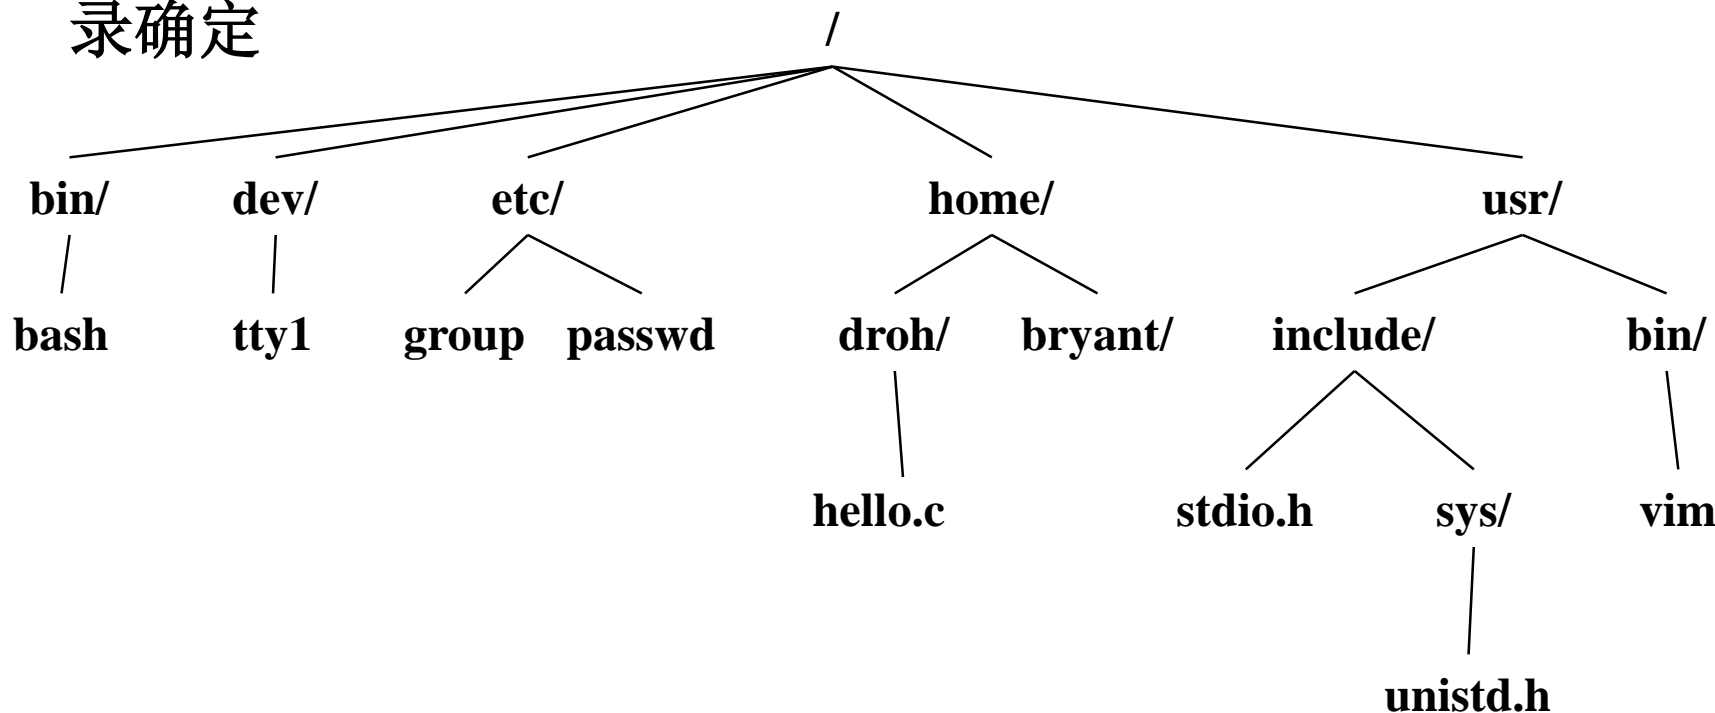 录确定
/
bin/ dev/ etc/ home/ usr/
bash tty1 group passwd droh/ bryant/ include/ bin/
hello.c stdio.h sys/ vim
unistd.h